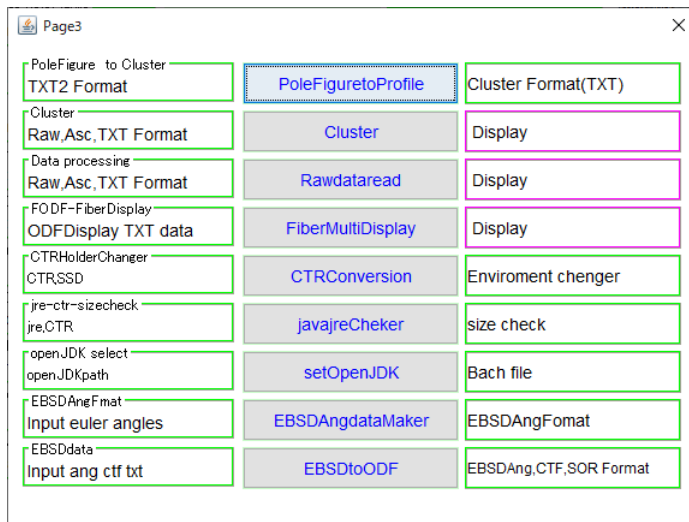 Page3
PoleFigure to Cluster
TXT2 Format
PoleFiguretoProfile
Cluster Format(TXT)
Cluster
Raw,Asc,TXT Format
Cluster
Display
Data processing
Raw,Asc,TXT Format
Rawdataread
Display
FODF-FiberDisplay
ODFDisplay TXT data
FiberMultiDisplay
Display
CTRHolderChanger
CTR,SSD
CTRConversion
Enviroment chenger
jre-ctr-sizecheck
jre,CTR
javajreCheker
size check
openJDK select
openJDKpath
setOpenJDK
Bach file
EBSDAngFmat
Input euler angles
EBSDAngdataMaker
EBSDAngFomat
EBSDdata
Input ang ctf txt
EBSDtoODF
EBSDAng,CTF,SOR Format